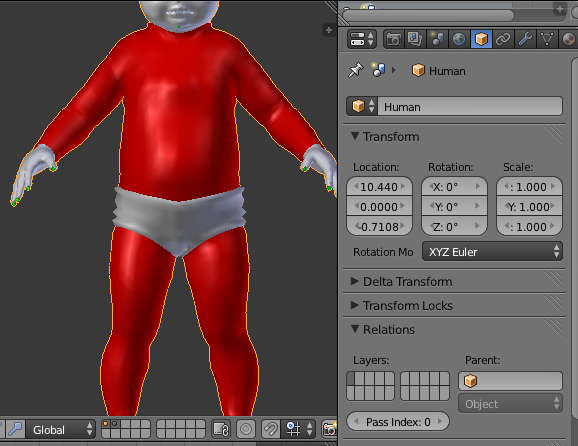 Human
Human
Transform
Location: Rotation: Scale:
10.440 X: 0° : 1.000
0.0000 Y: 0° Y: 1.000
-0.7108 Z: 0° : 1.000
Rotation Mo XYZ Euler
Delta Transform
Transform Locks
Relations
Layers: Parent:
Object
Pass Index: 0
Global